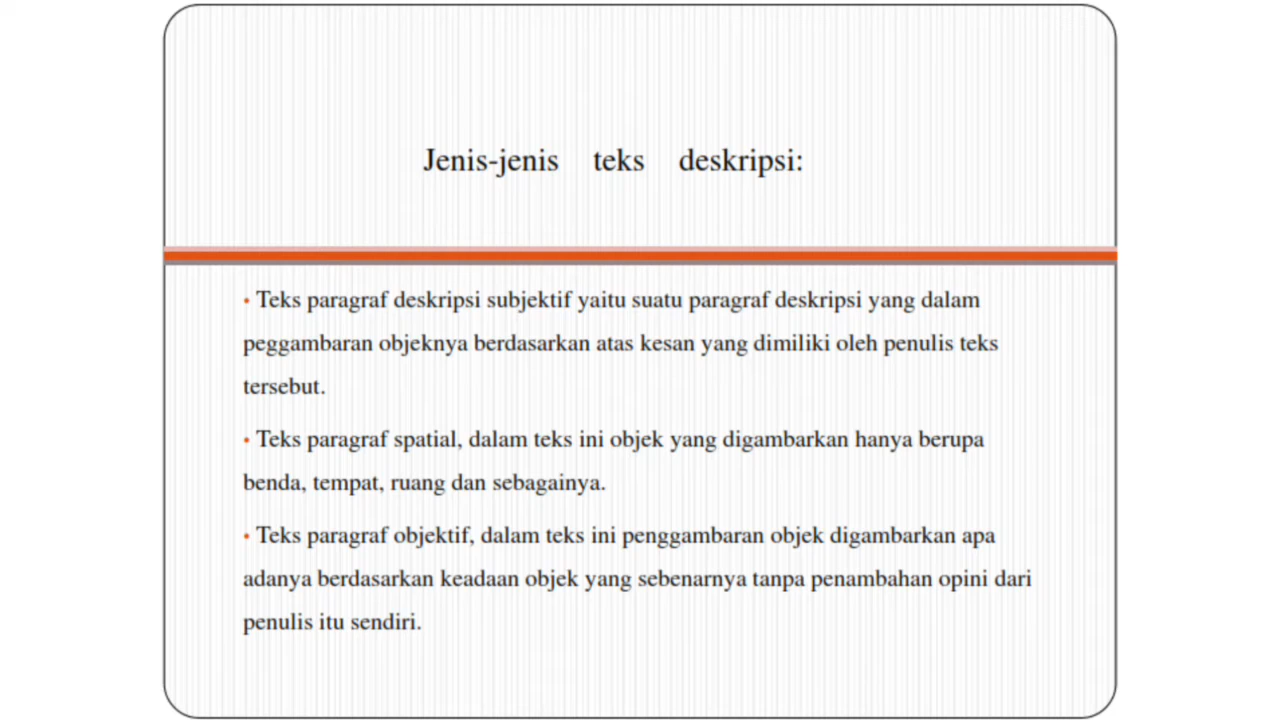 Jenis-jenis teks deskripsi:
• Teks paragraf deskripsi subjektif yaitu suatu paragraf deskripsi yang dalam
peggambaran objeknya berdasarkan atas kesan yang dimiliki oleh penulis teks
tersebut.
• Teks paragraf spatial, dalam teks ini objek yang digambarkan hanya berupa
benda, tempat, ruang dan sebagainya.
• Teks paragraf objektif, dalam teks ini penggambaran objek digambarkan apa
adanya berdasarkan keadaan objek yang sebenarnya tanpa penambahan opini dari
penulis itu sendiri.